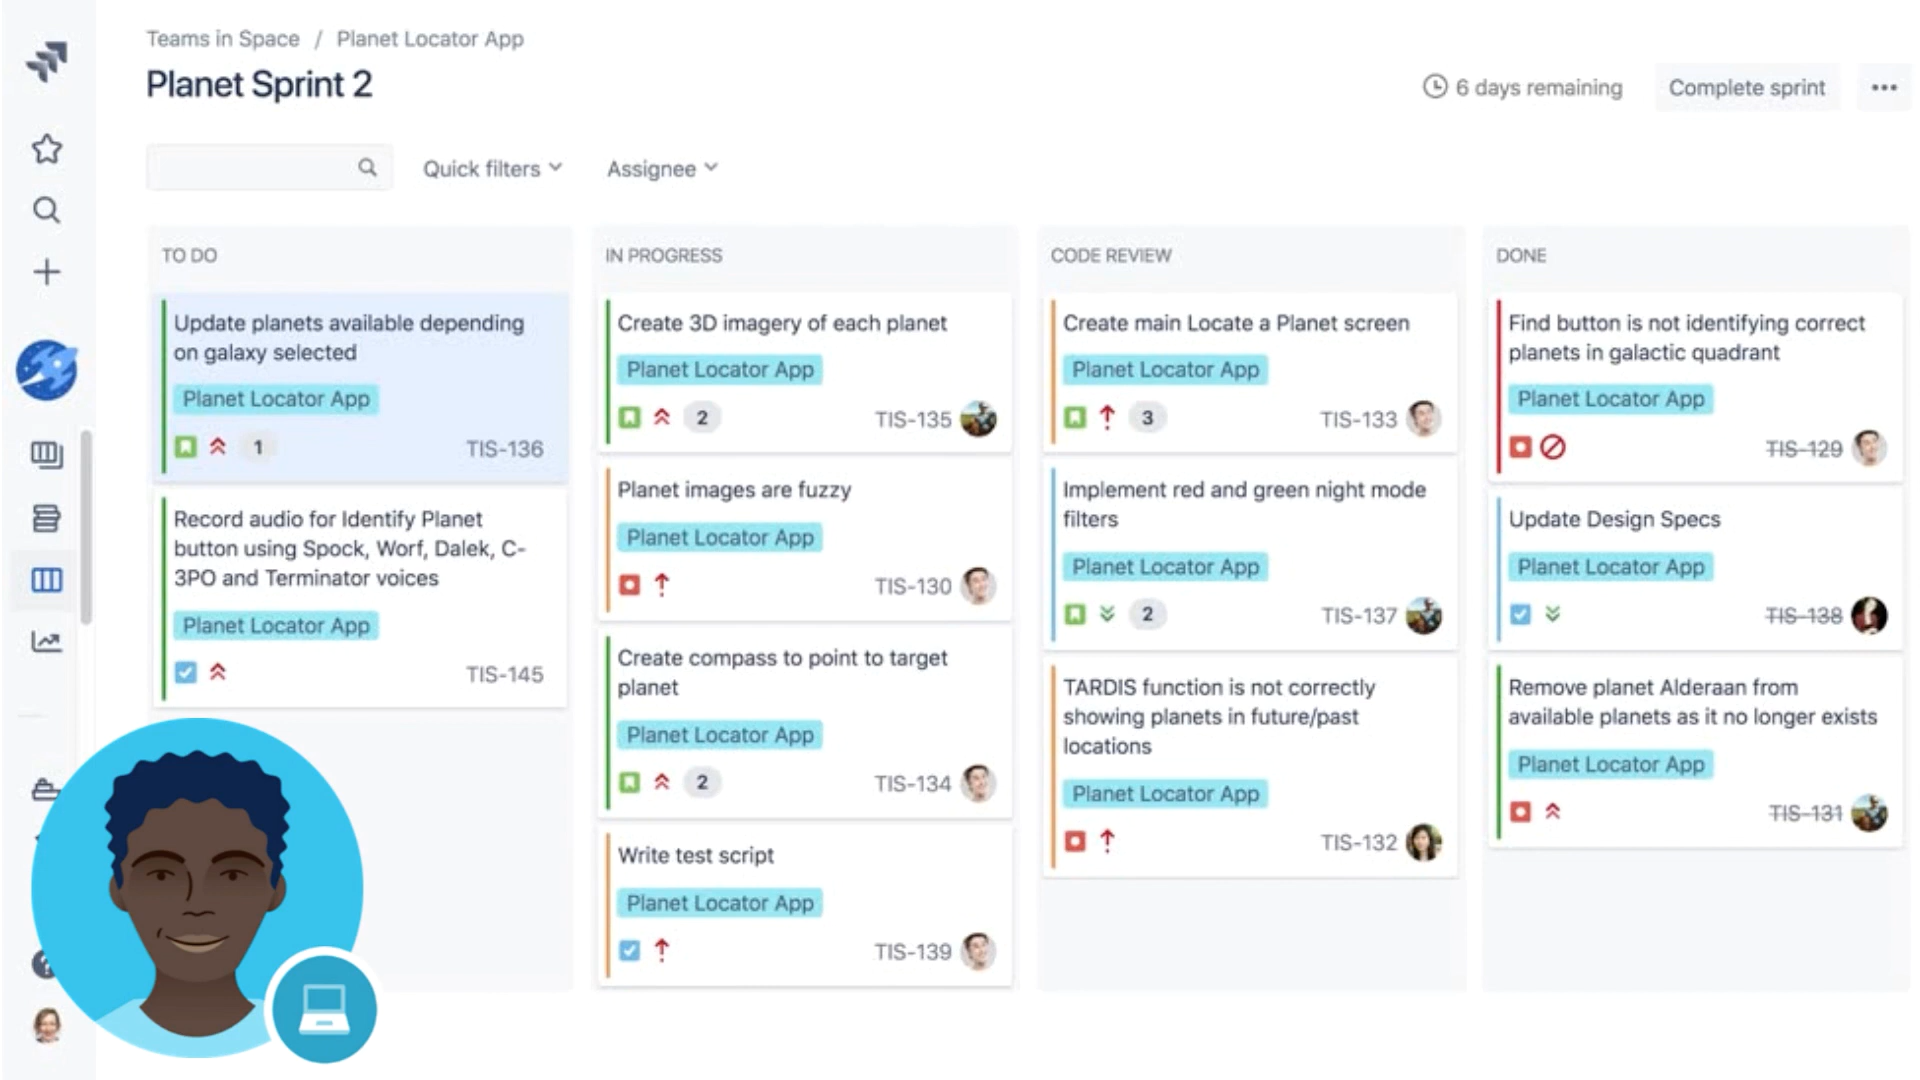 Teams in Space / Planet Locator App
Planet Sprint 2
6 days remaining
Complete sprint
Quick filters
Assignee
TO DO
Update planets available depending
on galaxy selected
Planet Locator App
1
TIS-136
Record audio for Identify Planet
button using Spock, Worf, Dalek, C-
3PO and Terminator voices
Planet Locator App
TIS-145
IN PROGRESS
Create 3D imagery of each planet
Planet Locator App
2
TIS-135
Planet images are fuzzy
Planet Locator App
TIS-130
Create compass to point to target
planet
Planet Locator App
2
TIS-134
Write test script
Planet Locator App
TIS-139
CODE REVIEW
Create main Locate a Planet screen
Planet Locator App
3
TIS-133
Implement red and green night mode
filters
Planet Locator App
2
TIS-137
TARDIS function is not correctly
showing planets in future/past
locations
Planet Locator App
TIS-132
DONE
Find button is not identifying correct
planets in galactic quadrant
Planet Locator App
TIS-129
Update Design Specs
Planet Locator App
TIS-138
Remove planet Alderaan from
available planets as it no longer exists
Planet Locator App
TIS-131